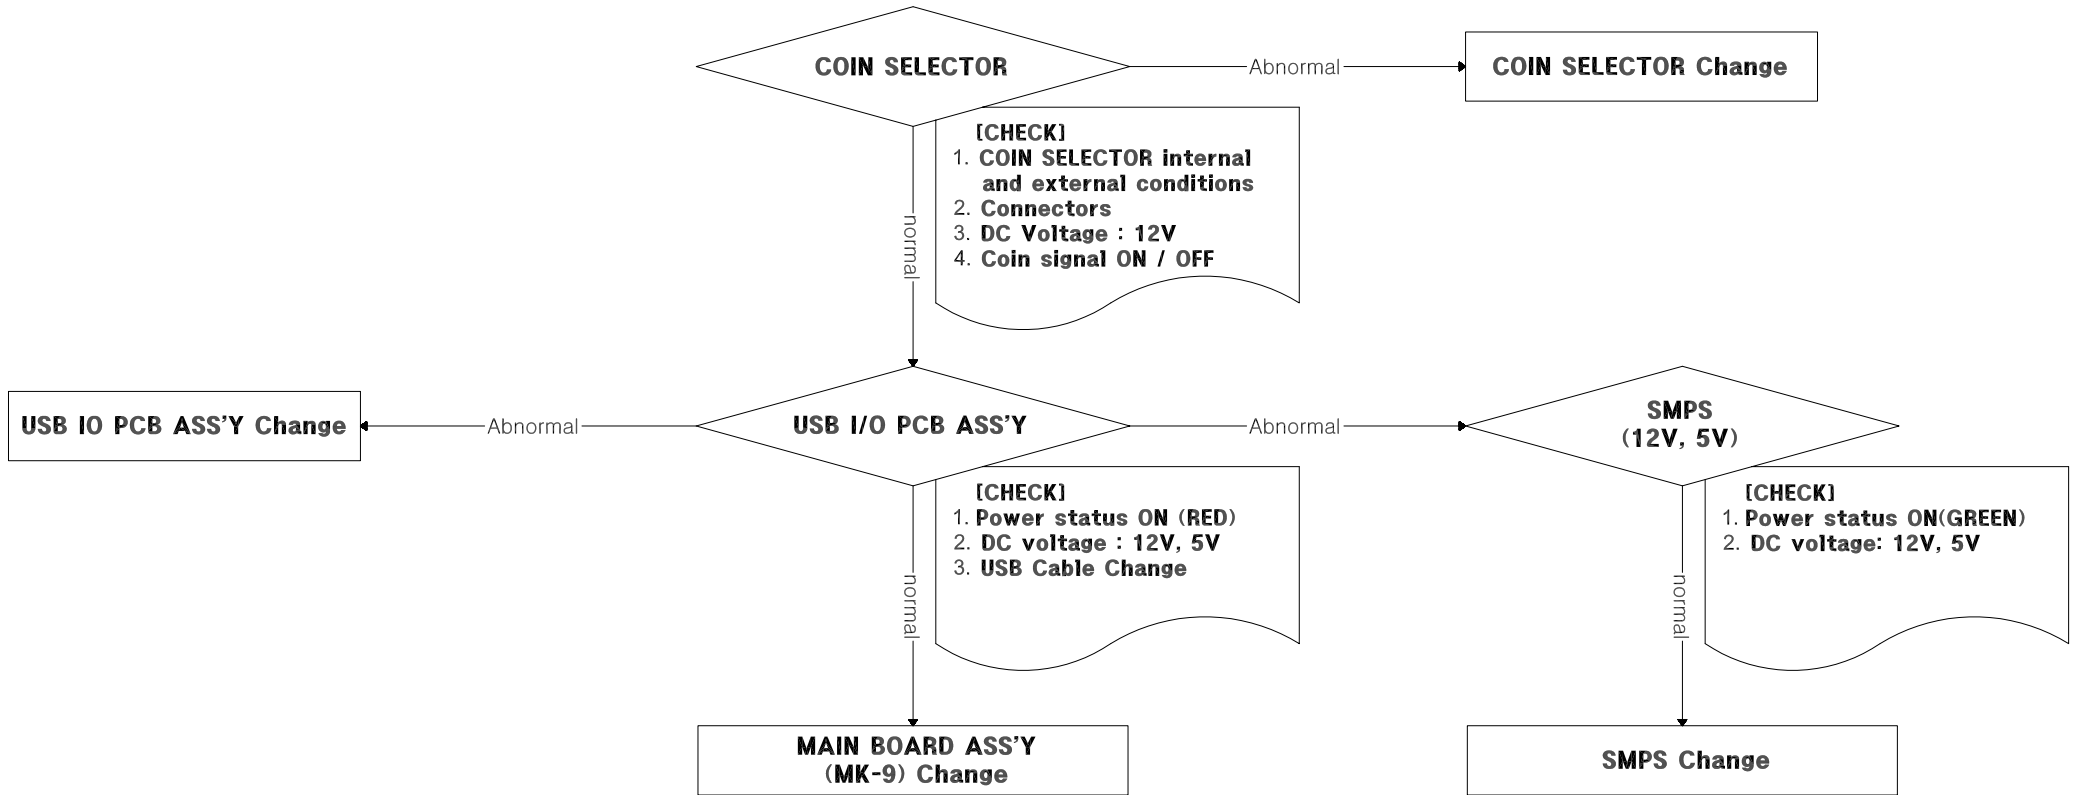 COIN SELECTOR
Abnormal
COIN SELECTOR Change
[CHECK]
1. COIN SELECTOR internal
and external conditions
2. Connectors
3. DC Voltage : 12V
4. Coin signal ON / OFF
normal
USB IO PCB ASS'Y Change
Abnormal
USB I/O PCB ASS'Y
Abnormal
SMPS
(12V, 5V)
[CHECK]
1. Power status ON (RED)
2. DC voltage : 12V, 5V
3. USB Cable Change
normal
[CHECK]
1. Power status ON(GREEN)
2. DC voltage: 12V, 5V
normal
MAIN BOARD ASS'Y
(MK-9) Change
SMPS Change